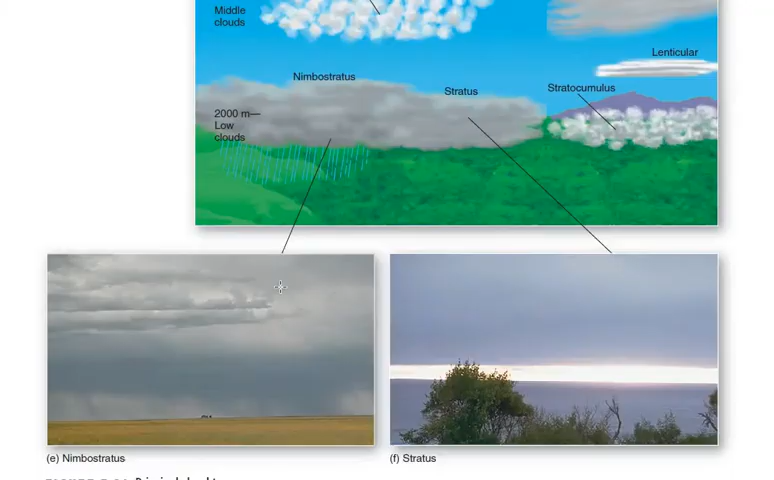 Middle
clouds
Lenticular
Nimbostratus
Stratus
Stratocumulus
2000 m
Low
clouds
(e) Nimbostratus
(f) Stratus